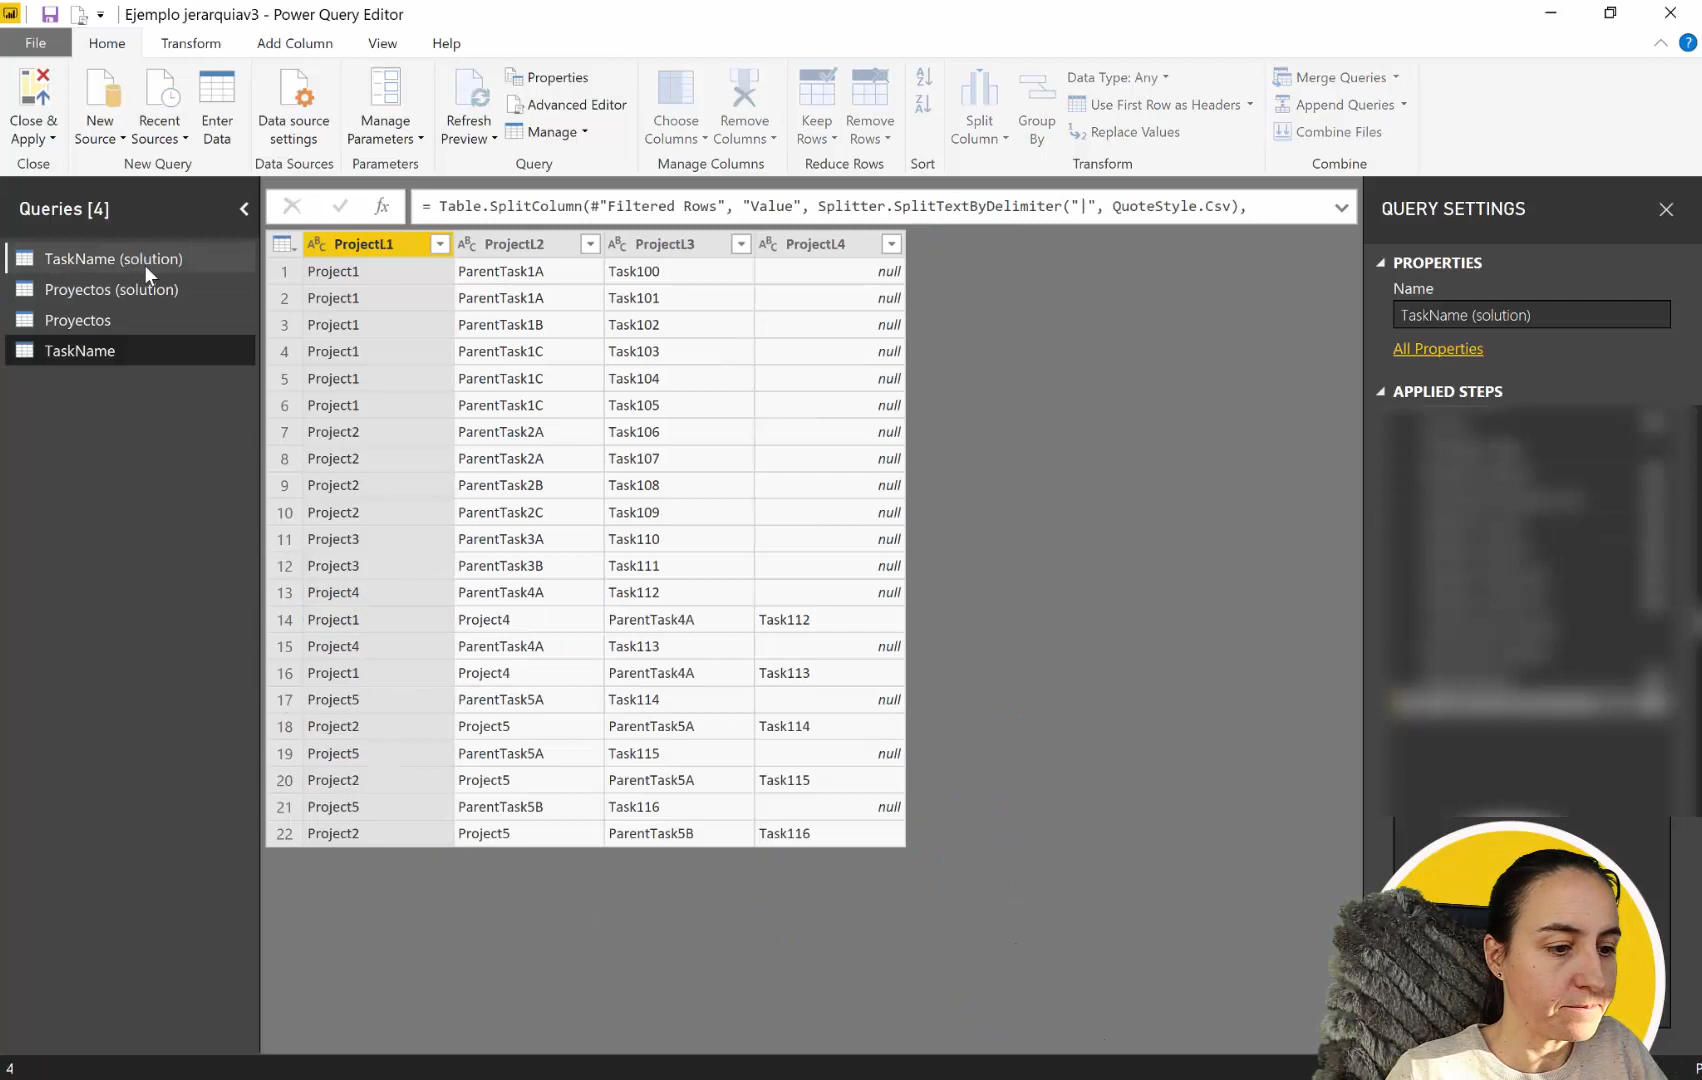 Ejemplo jerarquiav3 - Power Query Editor
File Home Transform Add Column View Help
Close & Apply
New Source
Recent Sources
Enter Data
Data source settings
Manage Parameters
Refresh Preview
Properties
Advanced Editor
Manage
Choose Columns
Remove Columns
Keep Rows
Remove Rows
Split Column
Group By
Data Type: Any
Use First Row as Headers
Replace Values
Merge Queries
Append Queries
Combine Files
Close New Query Data Sources Parameters Query Manage Columns Reduce Rows Sort Transform Combine
Queries [4]
TaskName (solution)
Proyectos (solution)
Proyectos
TaskName
fx = Table.SplitColumn(#"Filtered Rows", "Value", Splitter.SplitTextByDelimiter("|", QuoteStyle.Csv),
ABC ProjectL1 ABC ProjectL2 ABC ProjectL3 ABC ProjectL4
1 Project1 ParentTask1A Task100 null
2 Project1 ParentTask1A Task101 null
3 Project1 ParentTask1B Task102 null
4 Project1 ParentTask1C Task103 null
5 Project1 ParentTask1C Task104 null
6 Project1 ParentTask1C Task105 null
7 Project2 ParentTask2A Task106 null
8 Project2 ParentTask2A Task107 null
9 Project2 ParentTask2B Task108 null
10 Project2 ParentTask2C Task109 null
11 Project3 ParentTask3A Task110 null
12 Project3 ParentTask3B Task111 null
13 Project4 ParentTask4A Task112 null
14 Project1 Project4 ParentTask4A Task112
15 Project4 ParentTask4A Task113 null
16 Project1 Project4 ParentTask4A Task113
17 Project5 ParentTask5A Task114 null
18 Project2 Project5 ParentTask5A Task114
19 Project5 ParentTask5A Task115 null
20 Project2 Project5 ParentTask5A Task115
21 Project5 ParentTask5B Task116 null
22 Project2 Project5 ParentTask5B Task116
QUERY SETTINGS
PROPERTIES
Name
TaskName (solution)
All Properties
APPLIED STEPS
4